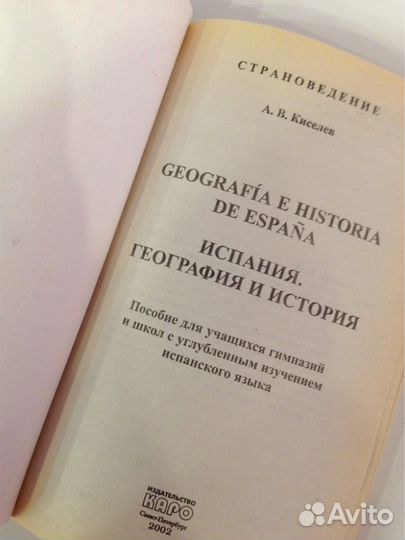 СТРАНОВЕДЕНИЕ
А. В. Киселев
GEOGRAFÍA E HISTORIA
DE ESPAÑA
ИСПАНИЯ.
ГЕОГРАФИЯ И ИСТОРИЯ
Пособие для учащихся гимназий
и школ с углубленным изучением
испанского языка
ИЗДАТЕЛЬСТВО
КАРО
Санкт-Петербург
2002
Avito